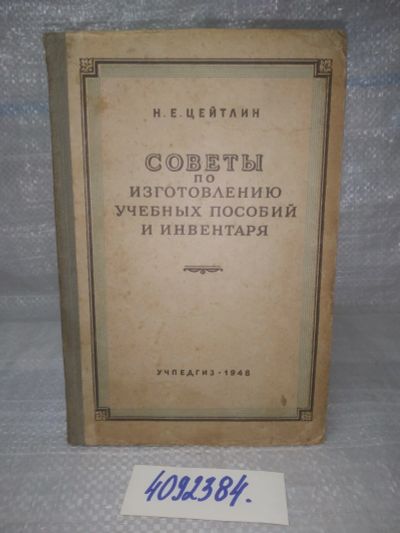 Н. Е. ЦЕЙТЛИН
СОВЕТЫ
ПО
ИЗГОТОВЛЕНИЮ
УЧЕБНЫХ ПОСОБИЙ
И ИНВЕНТАРЯ
УЧПЕДГИЗ - 1948
4092384.